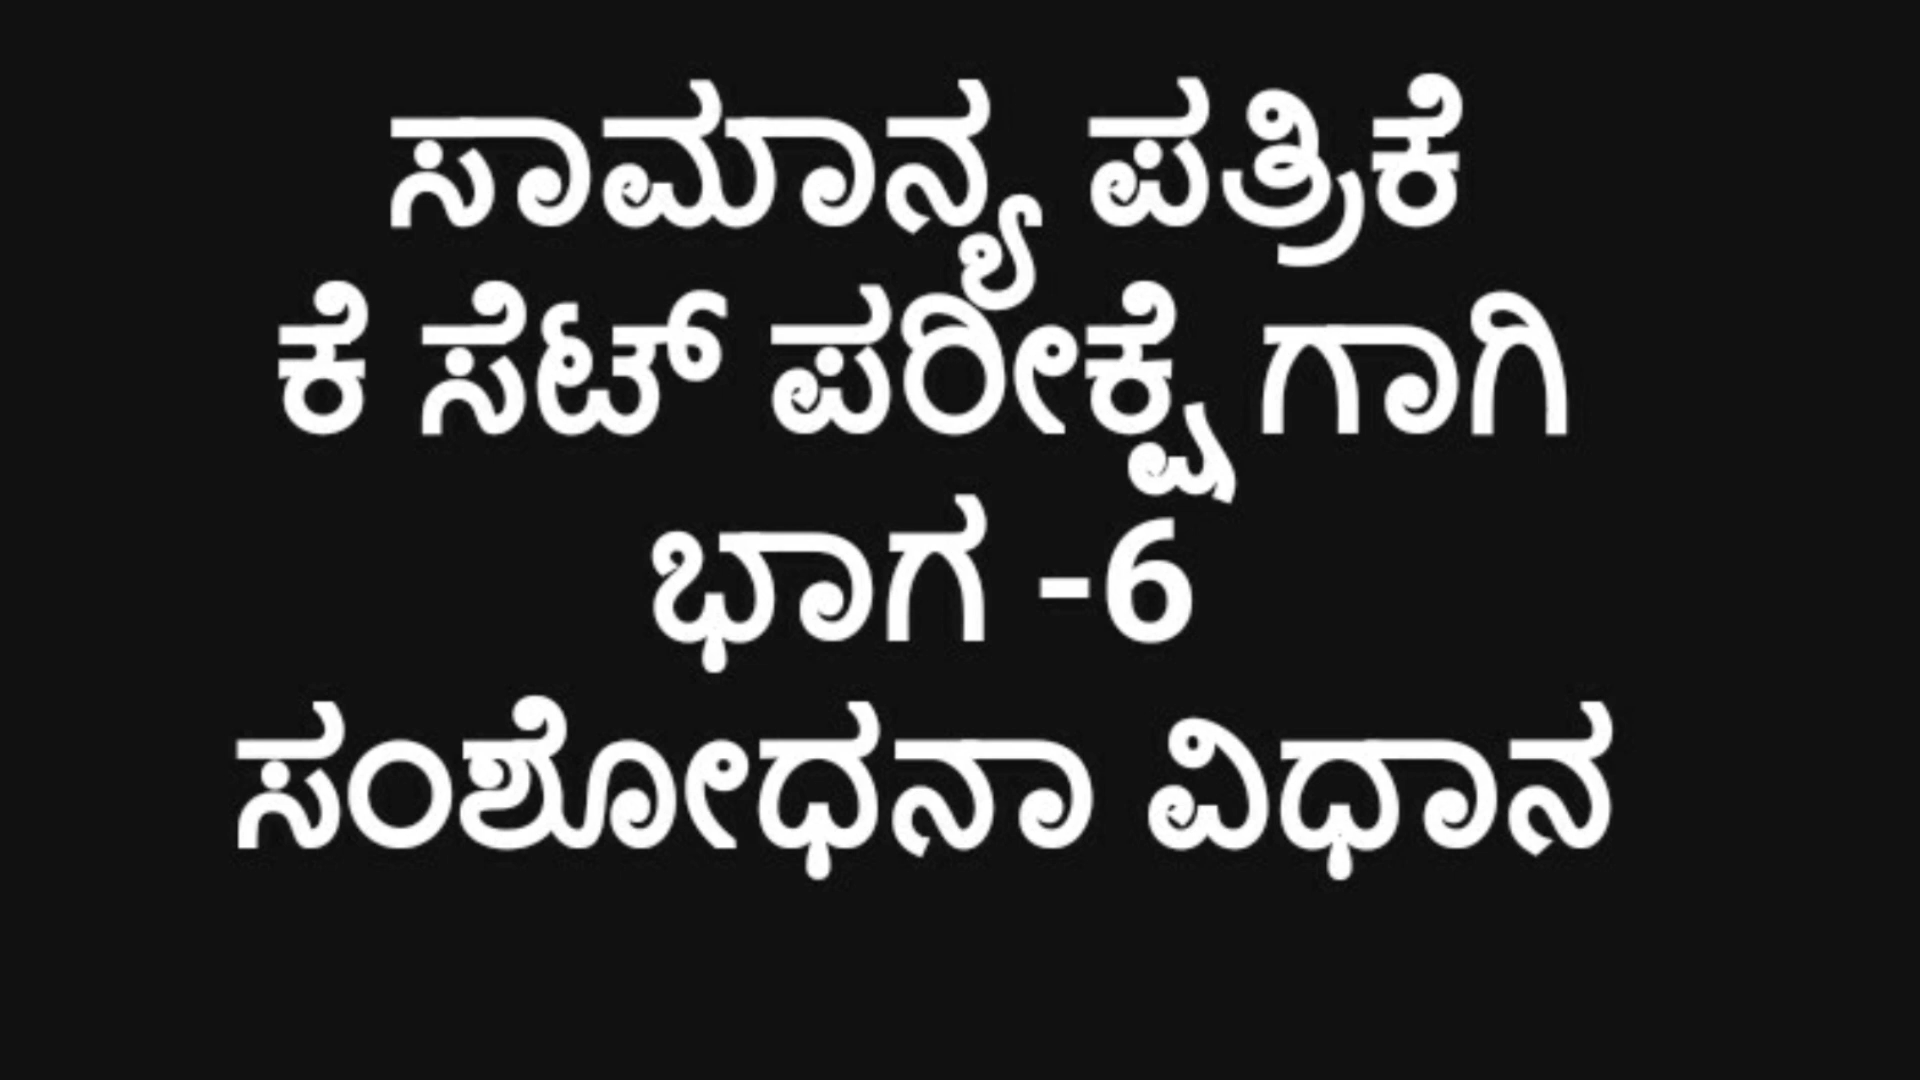 ಸಾಮಾನ್ಯ ಪತ್ರಿಕೆ
ಕೆ ಸೆಟ್ ಪರೀಕ್ಷೆ ಗಾಗಿ
ಭಾಗ -6
ಸಂಶೋಧನಾ ವಿಧಾನ